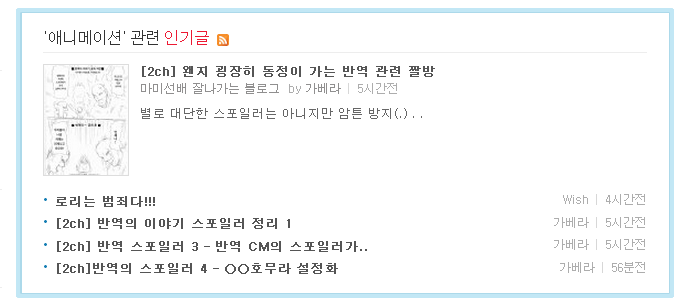 '애니메이션' 관련 인기글
[2ch] 왠지 굉장히 동정이 가는 반역 관련 짤방
마미선배 잘나가는 블로그 by 가베라 | 5시간전
별로 대단한 스포일러는 아니지만 암튼 방지(.) . .
로리는 범죄다!!! Wish | 4시간전
[2ch] 반역의 이야기 스포일러 정리 1 가베라 | 5시간전
[2ch] 반역 스포일러 3 - 반역 CM의 스포일러가.. 가베라 | 5시간전
[2ch]반역의 스포일러 4 - ○○호무라 설정화 가베라 | 56분전